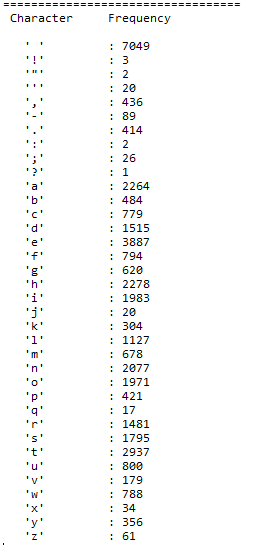 ==================================
Character Frequency
' ' : 7049
'!' : 3
'"' : 2
''' : 20
',' : 436
'-' : 89
'.' : 414
':' : 2
';' : 26
'?' : 1
'a' : 2264
'b' : 484
'c' : 779
'd' : 1515
'e' : 3887
'f' : 794
'g' : 620
'h' : 2278
'i' : 1983
'j' : 20
'k' : 304
'l' : 1127
'm' : 678
'n' : 2077
'o' : 1971
'p' : 421
'q' : 17
'r' : 1481
's' : 1795
't' : 2937
'u' : 800
'v' : 179
'w' : 788
'x' : 34
'y' : 356
'z' : 61